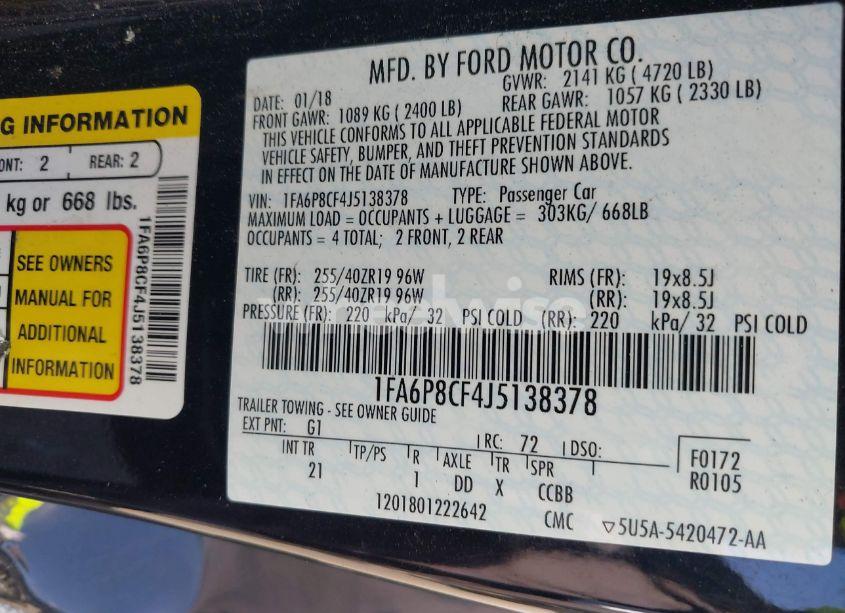 G INFORMATION
ONT: 2 REAR: 2
kg or 668 lbs.
SEE OWNERS
MANUAL FOR
ADDITIONAL
INFORMATION
1FA6P8CF4J5138378
MFD. BY FORD MOTOR CO.
DATE: 01/18 GVWR: 2141 KG ( 4720 LB)
FRONT GAWR: 1089 KG ( 2400 LB) REAR GAWR: 1057 KG ( 2330 LB)
THIS VEHICLE CONFORMS TO ALL APPLICABLE FEDERAL MOTOR
VEHICLE SAFETY, BUMPER, AND THEFT PREVENTION STANDARDS
IN EFFECT ON THE DATE OF MANUFACTURE SHOWN ABOVE.
VIN: 1FA6P8CF4J5138378 TYPE: Passenger Car
MAXIMUM LOAD = OCCUPANTS + LUGGAGE = 303KG/ 668LB
OCCUPANTS = 4 TOTAL; 2 FRONT, 2 REAR
TIRE (FR): 255/40ZR19 96W RIMS (FR): 19x8.5J
(RR): 255/40ZR19 96W (RR): 19x8.5J
PRESSURE (FR): 220 kPa/ 32 PSI COLD (RR): 220 kPa/ 32 PSI COLD
1FA6P8CF4J5138378
TRAILER TOWING - SEE OWNER GUIDE
EXT PNT: G1 RC: 72 DSO: F0172
INT TR TP/PS R AXLE TR SPR R0105
21 1 DD X CCBB
1201801222642 CMC ▽5U5A-5420472-AA